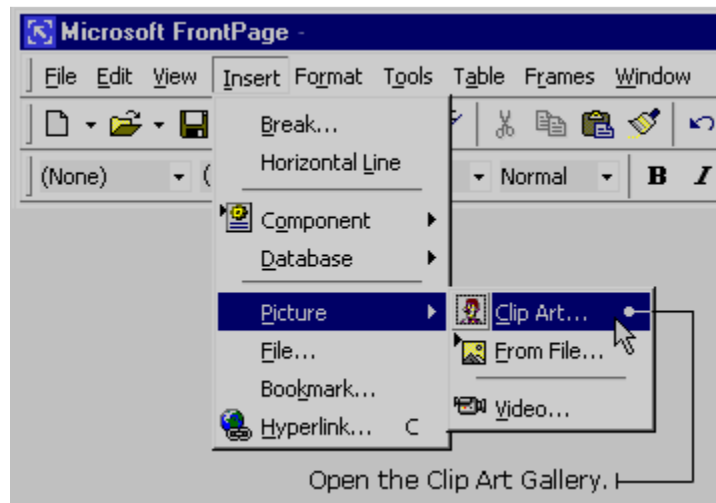 Microsoft FrontPage -
File Edit View Insert Format Tools Table Frames Window
Break...
(None) ( Normal B I
Horizontal Line
Component
Database
Picture Clip Art...
File... From File...
Bookmark...
Hyperlink... C Video...
Open the Clip Art Gallery.